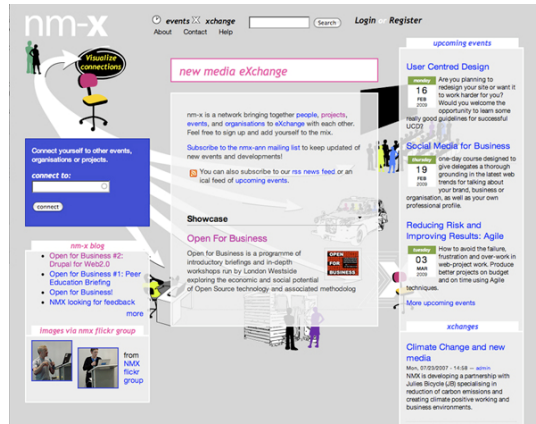 nm-x
events xchange
Search
Login or Register
About Contact Help
Visualize
connections
new media eXchange
nm-x is a network bringing together people, projects,
events, and organisations to eXchange with each other.
Feel free to sign up and add yourself to the mix.
Subscribe to the nmx-ann mailing list to keep updated of
new events and developments!
You can also subscribe to our rss news feed or an
ical feed of upcoming events.
Showcase
Open For Business
Open for Business is a programme of
introductory briefings and in-depth
workshops run by London Westside
exploring the economic and social potential
of Open Source technology and associated methodolog
OPEN
FOR
BUSINESS
Connect yourself to other events,
organisations or projects.
connect to:
connect
nm-x blog
Open for Business #2:
Drupal for Web2.0
Open for Business #1: Peer
Education Briefing
Open for Business!
NMX looking for feedback
more
images via nmx flickr group
from
NMX
flickr
group
upcoming events
User Centred Design
monday
16
FEB
2009
Are you planning to
redesign your site or want it
to work harder for you?
Would you welcome the
opportunity to learn some
really good guidelines for successful
UCD?
Social Media for Business
thursday
19
FEB
2009
one-day course designed to
give delegates a thorough
grounding in the latest web
trends for talking about
your brand, business or
organisation, as well as your own
professional profile.
Reducing Risk and
Improving Results: Agile
tuesday
03
MAR
2009
How to avoid the failure,
frustration and over-work in
web-project work. Produce
better projects on budget
and on time using Agile
techniques.
More upcoming events
xchanges
Climate Change and new
media
Mon, 07/23/2007 - 14:58 — admin
NMX is developing a partnership with
Julies Bicycle (JB) specialising in
reduction of carbon emissions and
creating climate positive working and
business environments.